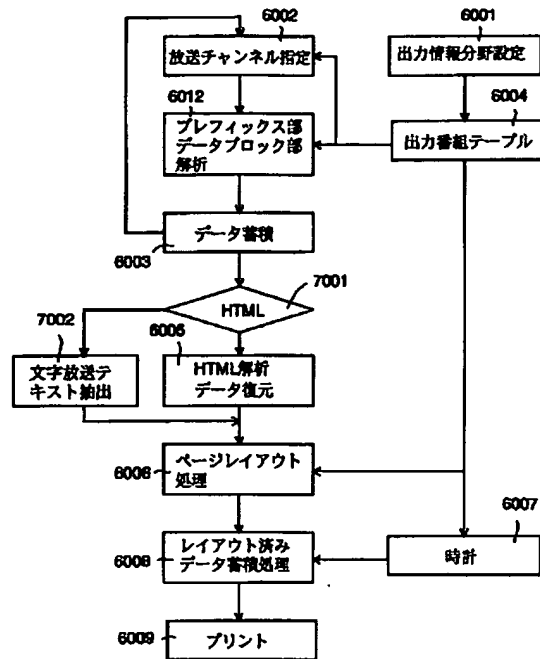 6002
放送チャンネル指定
6001
出力情報分野設定
6012
プレフィックス部
データブロック部
解析
6004
出力番組テーブル
データ蓄積
6003
7001
HTML
7002
文字放送テ
キスト抽出
6005
HTML解析
データ復元
ページレイアウト
処理
6006
6007
時計
レイアウト済み
データ蓄積処理
6008
プリント
6009